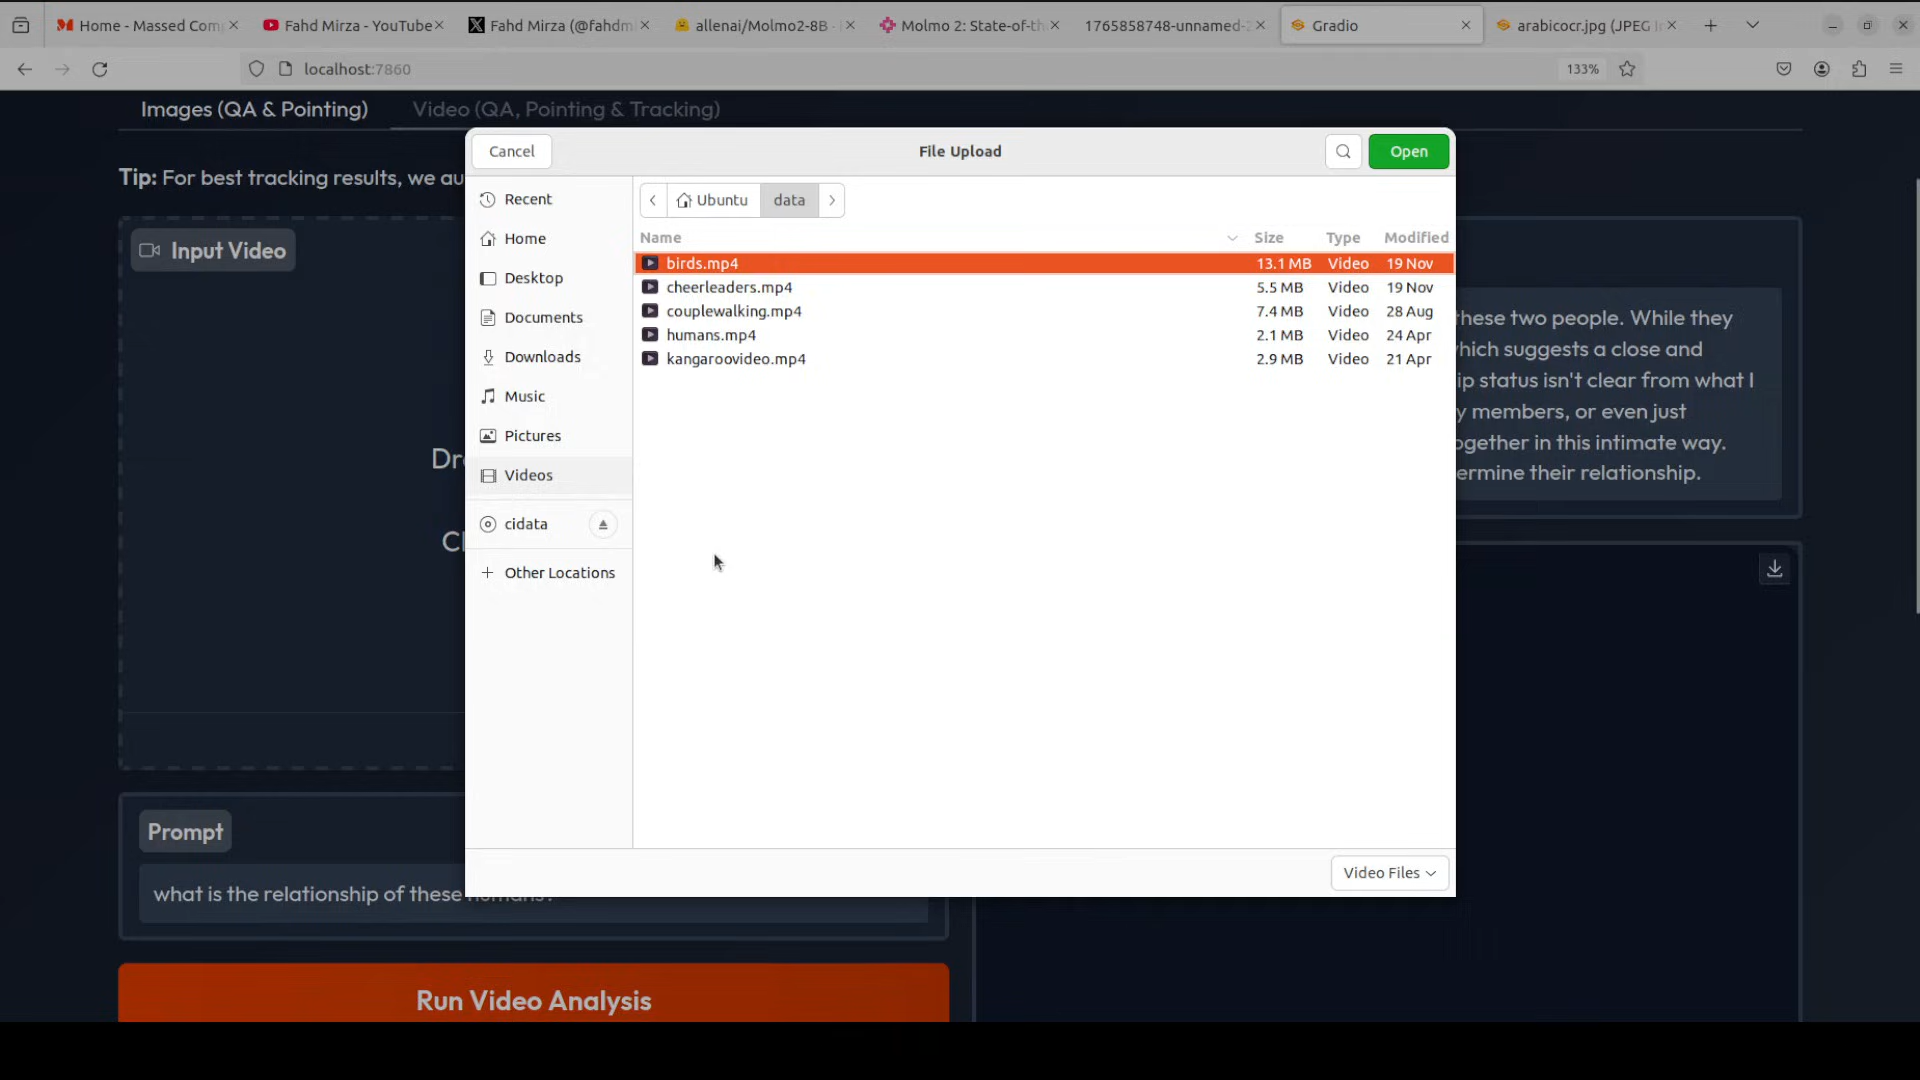 Home - Massed Com
Fahd Mirza - YouTube
Fahd Mirza (@fahdm
allenai/Molmo2-8B -
Molmo 2: State-of-th
1765858748-unnamed-2
Gradio
arabicocr.jpg (JPEG I
localhost:7860
133%
Images (QA & Pointing)
Video (QA, Pointing & Tracking)
Tip: For best tracking results, we au
Input Video
Cancel
File Upload
Open
Recent
Home
Desktop
Documents
Downloads
Music
Pictures
Videos
cidata
Other Locations
Ubuntu
data
Name Size Type Modified
birds.mp4 13.1 MB Video 19 Nov
cheerleaders.mp4 5.5 MB Video 19 Nov
couplewalking.mp4 7.4 MB Video 28 Aug
humans.mp4 2.1 MB Video 24 Apr
kangaroovideo.mp4 2.9 MB Video 21 Apr
Video Files
these two people. While they
hich suggests a close and
ip status isn't clear from what I
y members, or even just
ogether in this intimate way.
ermine their relationship.
Dr
Cl
Prompt
what is the relationship of these humans?
Run Video Analysis